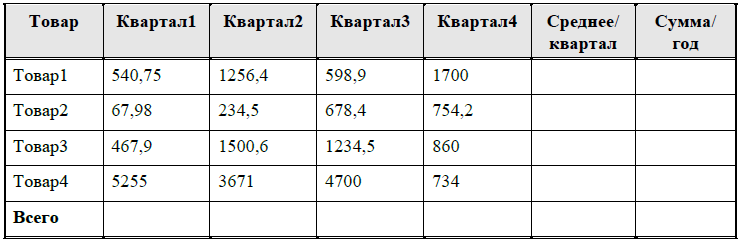 Товар Квартал1 Квартал2 Квартал3 Квартал4 Среднее/ квартал Сумма/ год
Товар1 540,75 1256,4 598,9 1700
Товар2 67,98 234,5 678,4 754,2
Товар3 467,9 1500,6 1234,5 860
Товар4 5255 3671 4700 734
Всего